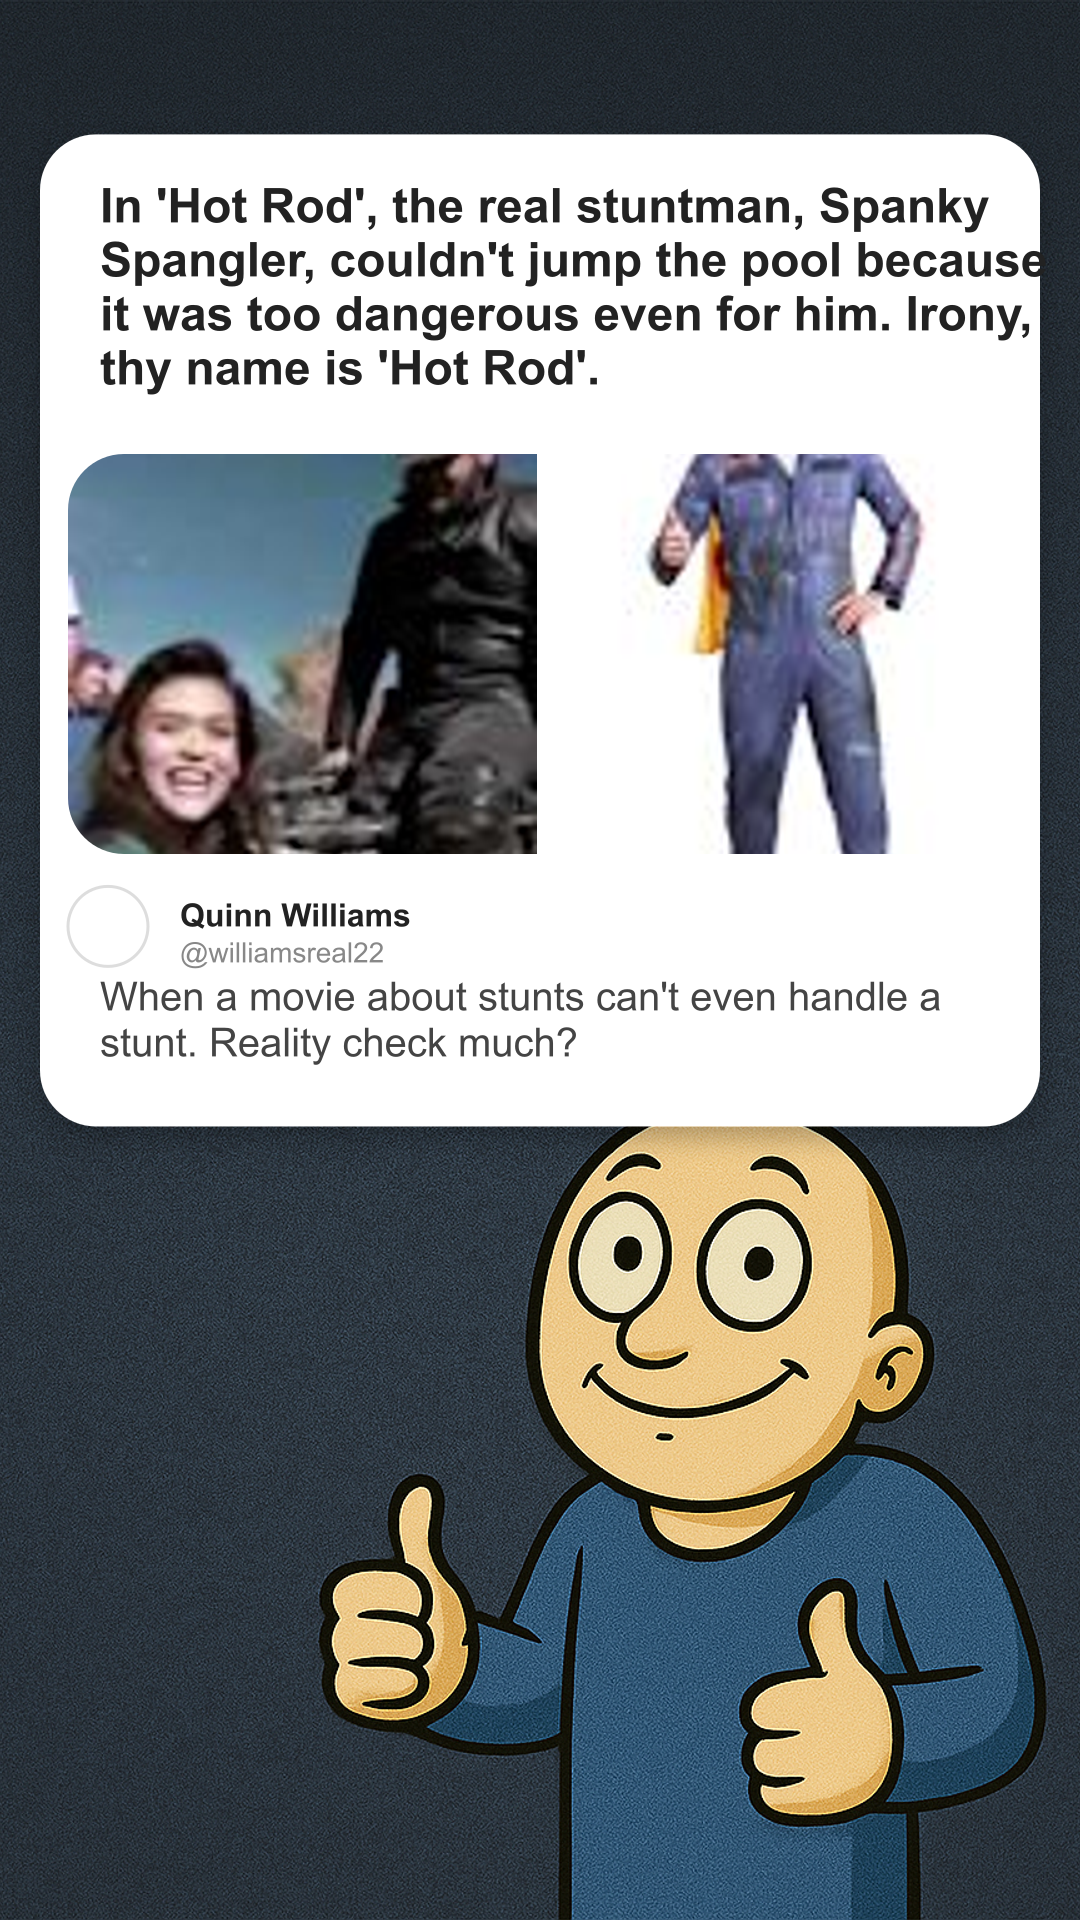 In 'Hot Rod', the real stuntman, Spanky
Spangler, couldn't jump the pool because
it was too dangerous even for him. Irony,
thy name is 'Hot Rod'.
Quinn Williams
@williamsreal22
When a movie about stunts can't even handle a
stunt. Reality check much?